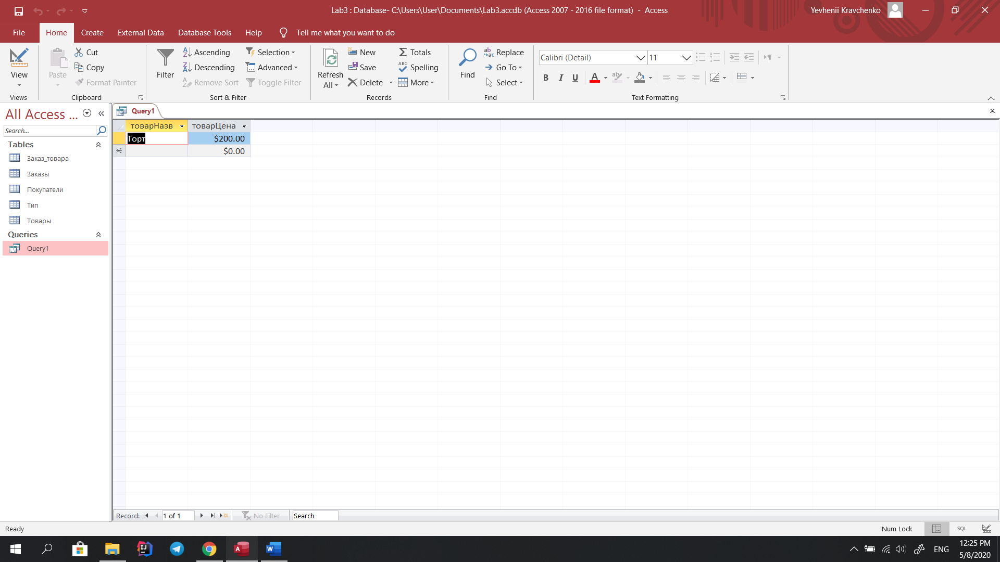 Lab3 : Database- C:\Users\User\Documents\Lab3.accdb (Access 2007 - 2016 file format) - Access
Yevhenii Kravchenko
File Home Create External Data Database Tools Help Tell me what you want to do
View
Views
Paste
Cut
Copy
Format Painter
Clipboard
Filter
Ascending
Descending
Remove Sort
Selection
Advanced
Toggle Filter
Sort & Filter
Refresh
All
New
Save
Delete
Totals
Spelling
More
Records
Find
Replace
Go To
Select
Find
Calibri (Detail) 11
B I U A
Text Formatting
All Access ...
Search...
Tables
Заказ_товара
Заказы
Покупатели
Тип
Товары
Queries
Query1
Query1
товарНазв товарЦена
Торт $200.00
$0.00
Record: 1 of 1 No Filter Search
Ready
Num Lock
SQL
ENG
12:25 PM
5/8/2020